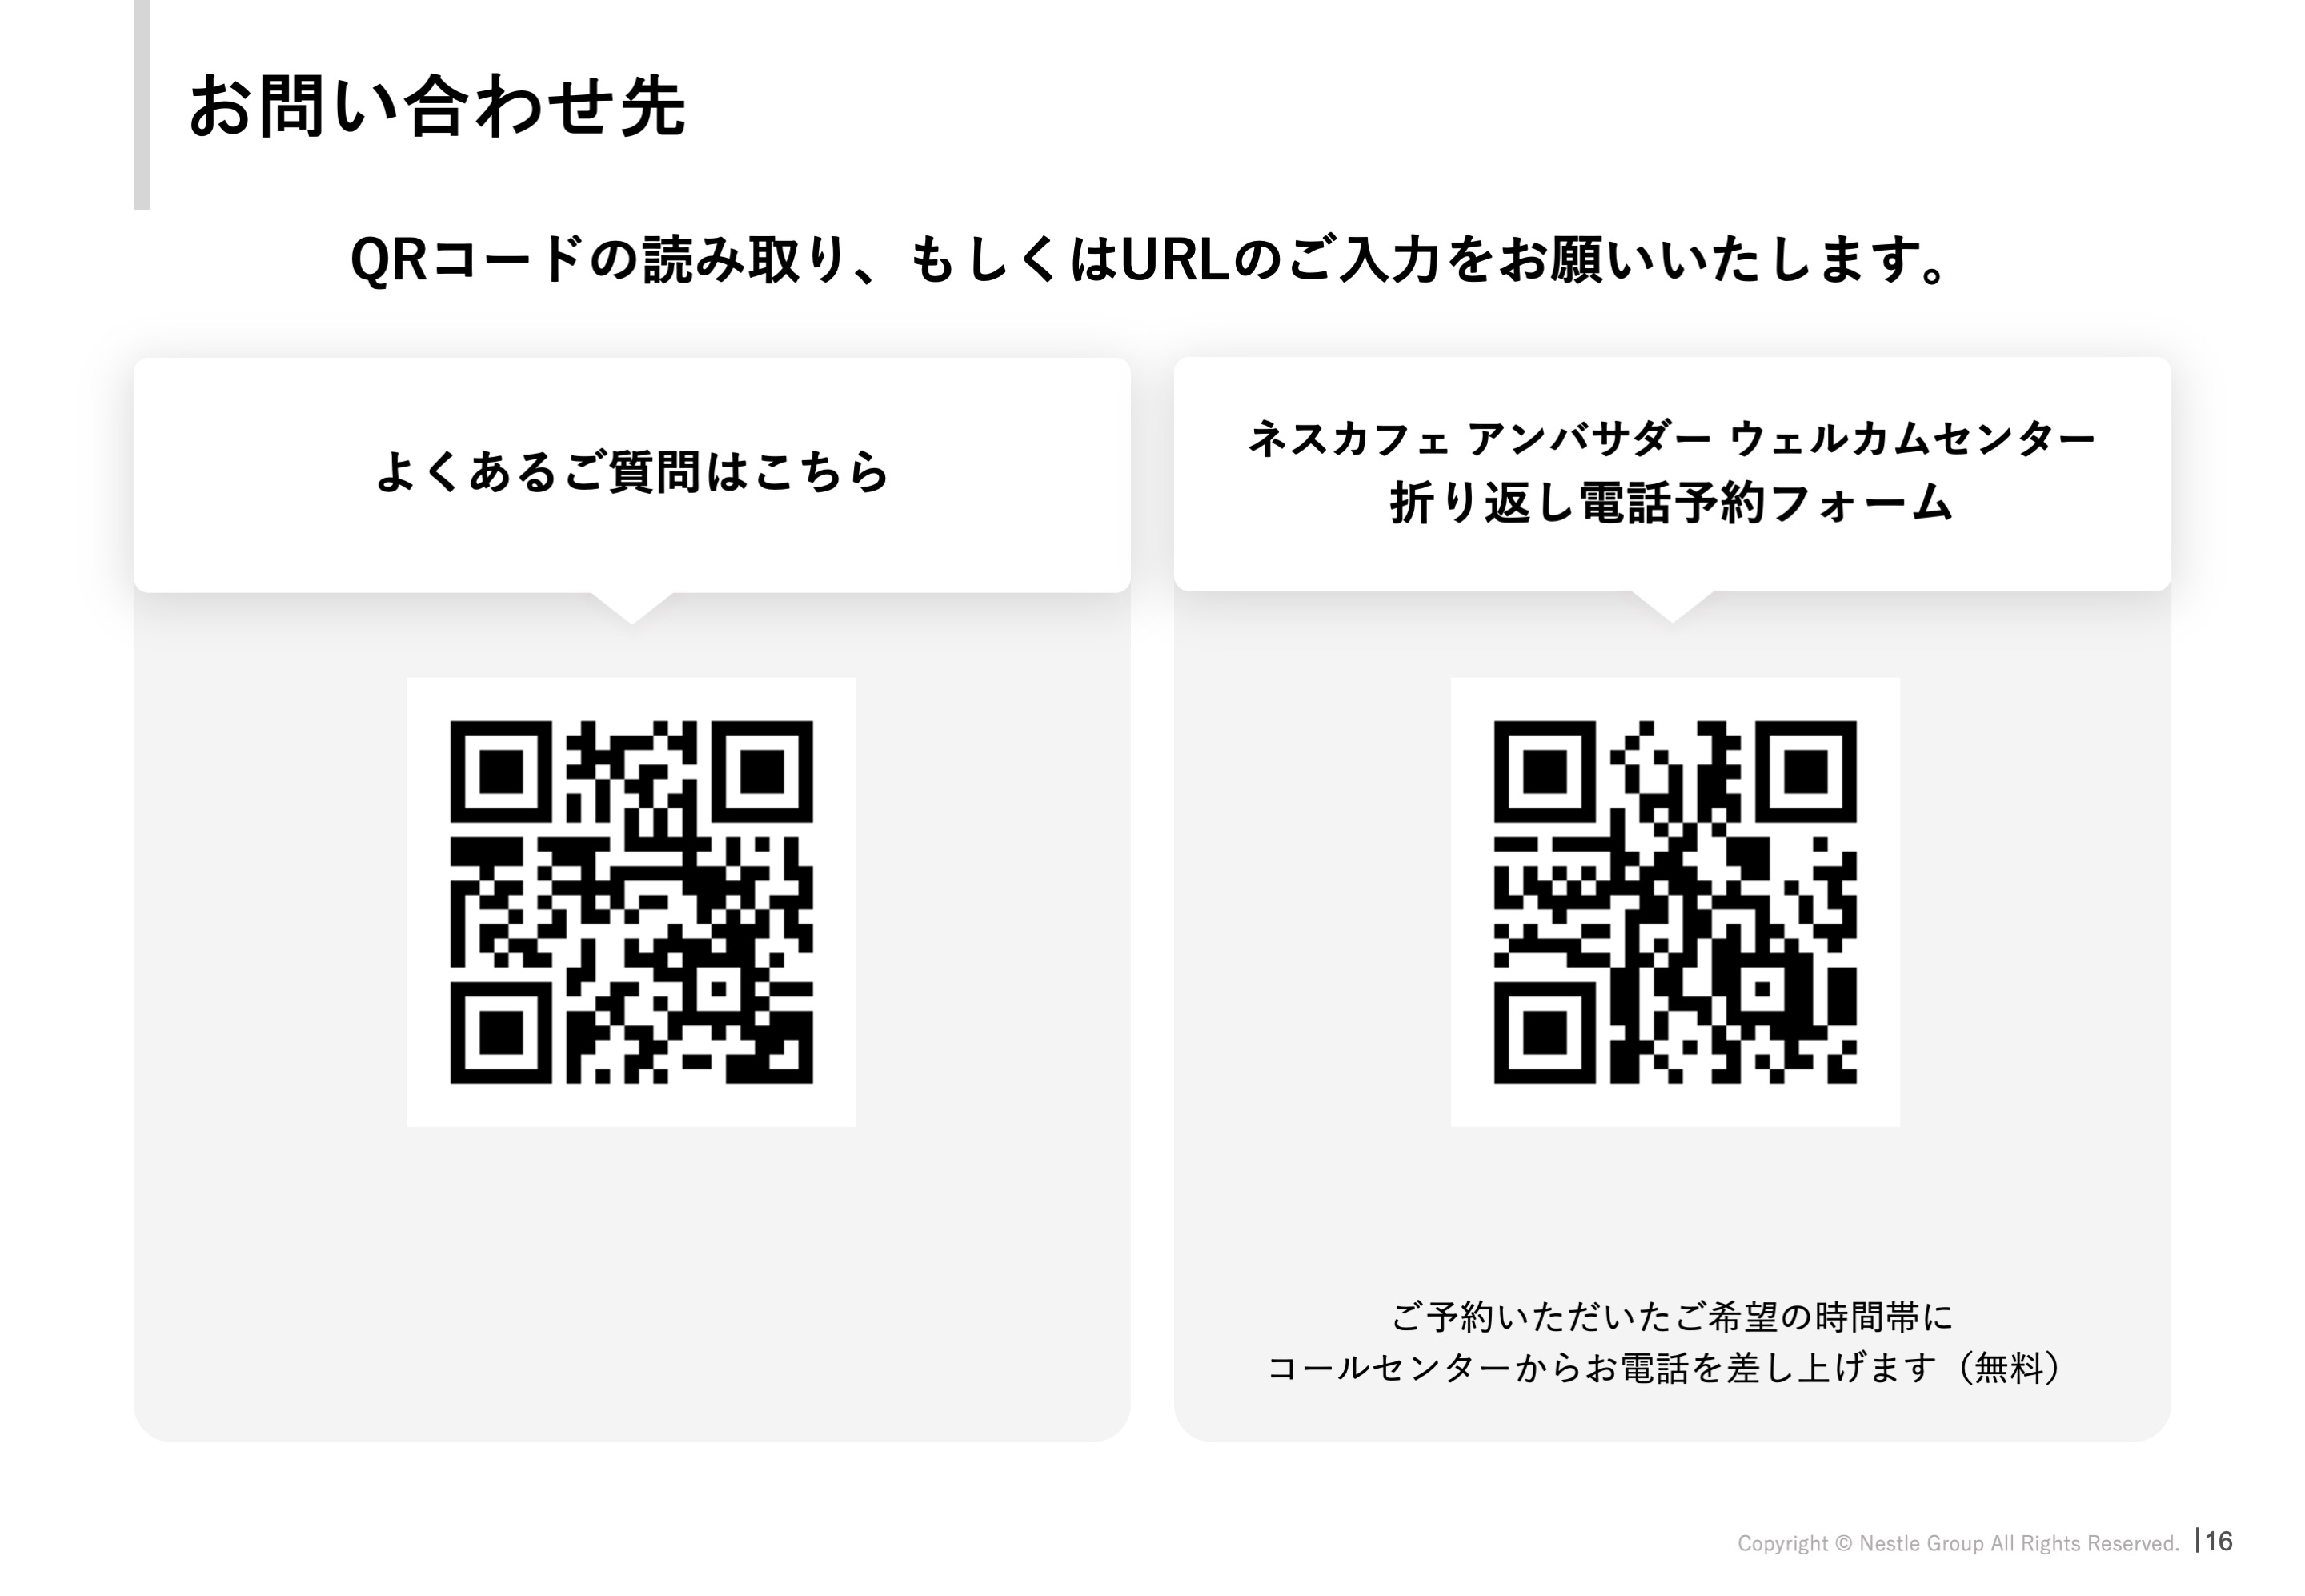 お問い合わせ先
QRコードの読み取り、もしくはURLのご入力をお願いいたします。
よくあるご質問はこちら
ネスカフェ アンバサダー ウェルカムセンター
折り返し電話予約フォーム
ご予約いただいたご希望の時間帯に
コールセンターからお電話を差し上げます（無料）
Copyright © Nestle Group All Rights Reserved. |16